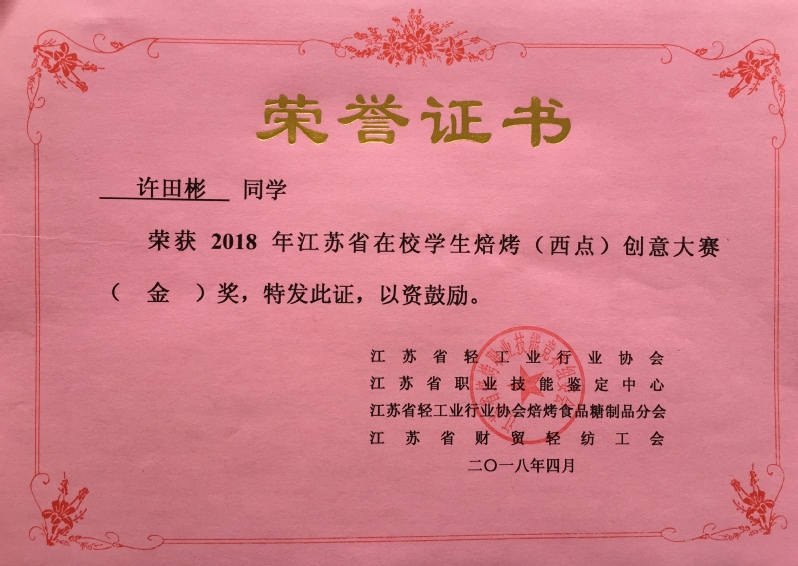 荣誉证书
许田彬 同学
荣获 2018 年江苏省在校学生焙烤（西点）创意大赛
（ 金 ）奖，特发此证，以资鼓励。
江苏省轻工业行业协会
江苏省职业技能鉴定中心
江苏省轻工业行业协会焙烤食品糖制品分会
江苏省财贸轻纺工会
二〇一八年四月